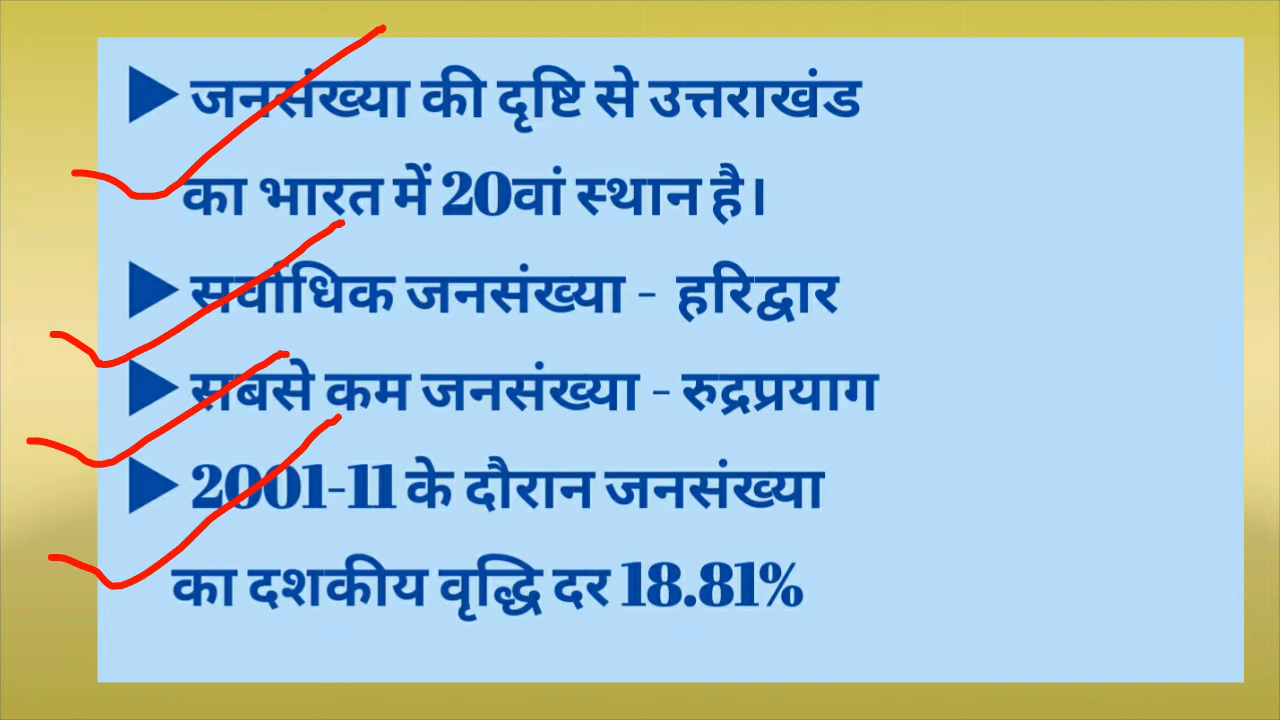 ▶ जनसंख्या की दृष्टि से उत्तराखंड
का भारत में 20वां स्थान है।
▶ सर्वाधिक जनसंख्या - हरिद्वार
▶ सबसे कम जनसंख्या - रुद्रप्रयाग
▶ 2001-11 के दौरान जनसंख्या
का दशकीय वृद्धि दर 18.81%